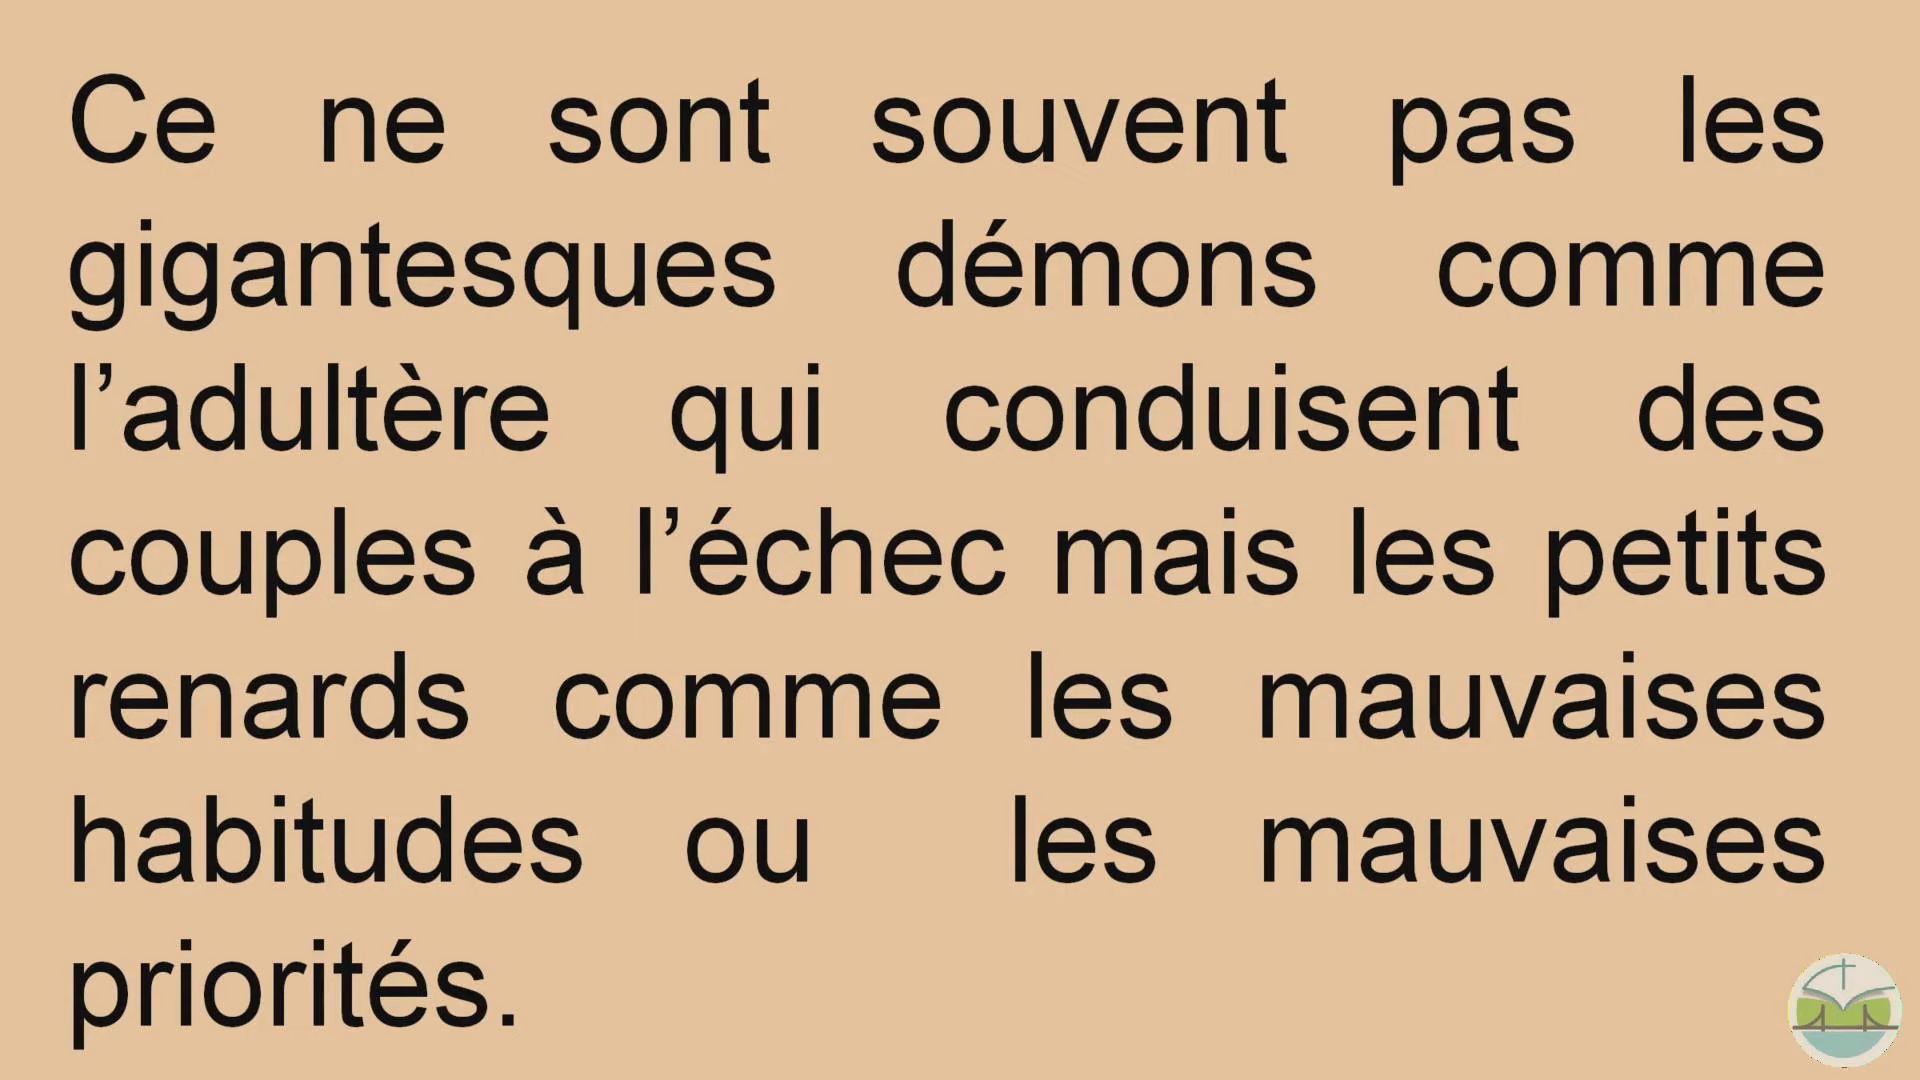 Ce ne sont souvent pas les
gigantesques démons comme
l’adultère qui conduisent des
couples à l’échec mais les petits
renards comme les mauvaises
habitudes ou les mauvaises
priorités.